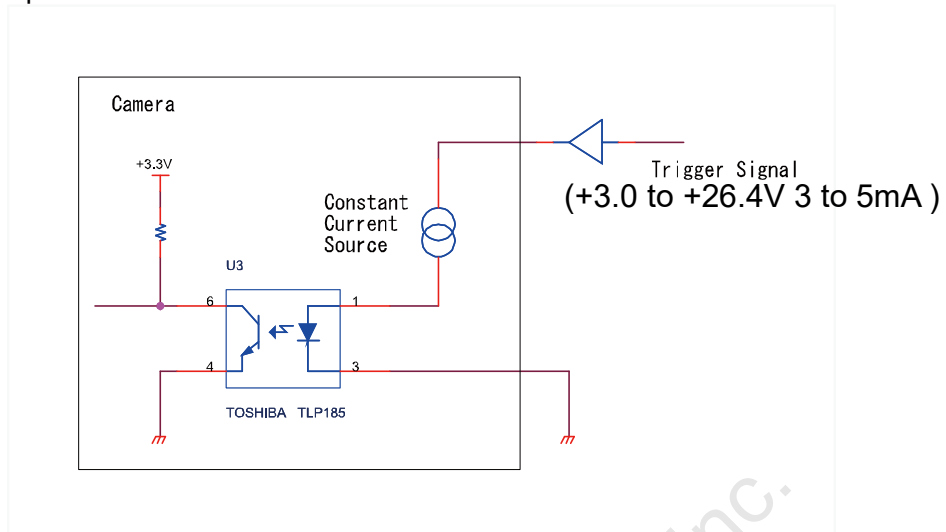 Camera
+3.3V
Constant
Current
Source
Trigger Signal
(+3.0 to +26.4V 3 to 5mA )
U3
6
1
4
3
TOSHIBA TLP185
nc.